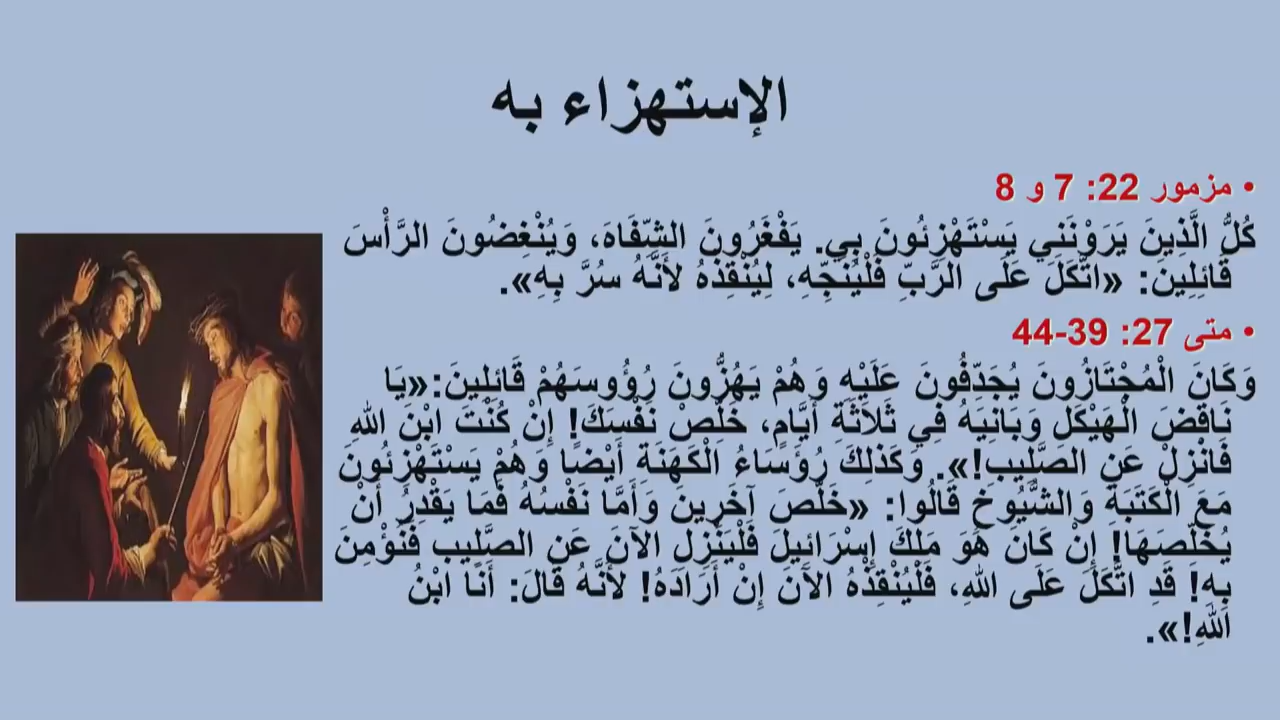 الإستهزاء به
• مزمور 22: 7 و 8
كُلُّ الَّذِينَ يَرَوْنَنِي يَسْتَهْزِئُونَ بِي. يَفْغَرُونَ الشِّفَاهَ، وَيُنْغِضُونَ الرَّأْسَ
قَائِلِينَ: «اتَّكَلَ عَلَى الرَّبِّ فَلْيُنَجِّهِ، لِيُنْقِذْهُ لأَنَّهُ سُرَّ بِهِ».
• متى 27: 39-44
وَكَانَ الْمُجْتَازُونَ يُجَدِّفُونَ عَلَيْهِ وَهُمْ يَهُزُّونَ رُؤُوسَهُمْ قَائِلِينَ:«يَا
نَاقِضَ الْهَيْكَلِ وَبَانِيَهُ فِي ثَلاَثَةِ أَيَّامٍ، خَلِّصْ نَفْسَكَ! إِنْ كُنْتَ ابْنَ اللهِ
فَانْزِلْ عَنِ الصَّلِيبِ!». وَكَذلِكَ رُؤَسَاءُ الْكَهَنَةِ أَيْضًا وَهُمْ يَسْتَهْزِئُونَ
مَعَ الْكَتَبَةِ وَالشُّيُوخِ قَالُوا: «خَلَّصَ آخَرِينَ وَأَمَّا نَفْسُهُ فَمَا يَقْدِرُ أَنْ
يُخَلِّصَهَا! إِنْ كَانَ هُوَ مَلِكَ إِسْرَائِيلَ فَلْيَنْزِلِ الآنَ عَنِ الصَّلِيبِ فَنُؤْمِنَ
بِهِ! قَدِ اتَّكَلَ عَلَى اللهِ، فَلْيُنْقِذْهُ الآنَ إِنْ أَرَادَهُ! لأَنَّهُ قَالَ: أَنَا ابْنُ
اللهِ!».